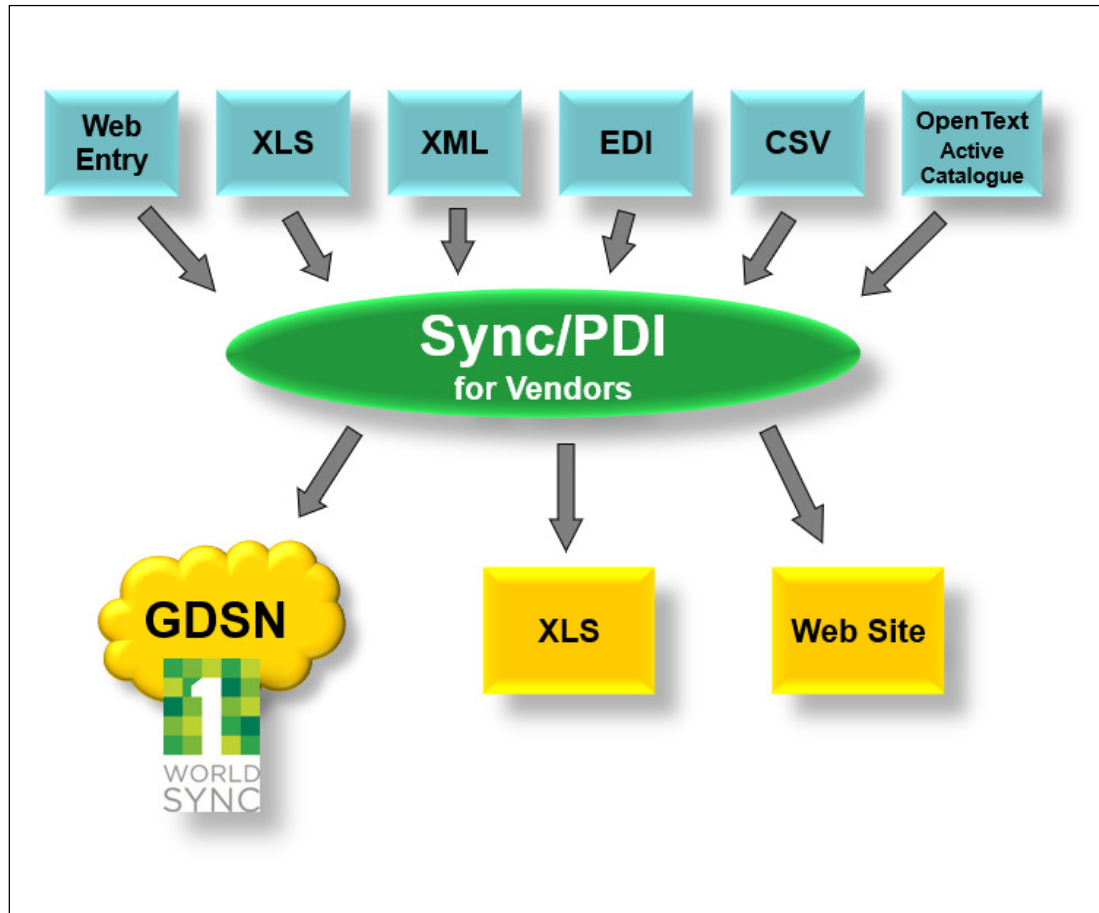 Web
Entry
XLS
XML
EDI
CSV
OpenText
Active
Catalogue
Sync/PDI
for Vendors
GDSN
XLS
Web Site
1
WORLD
SYNC